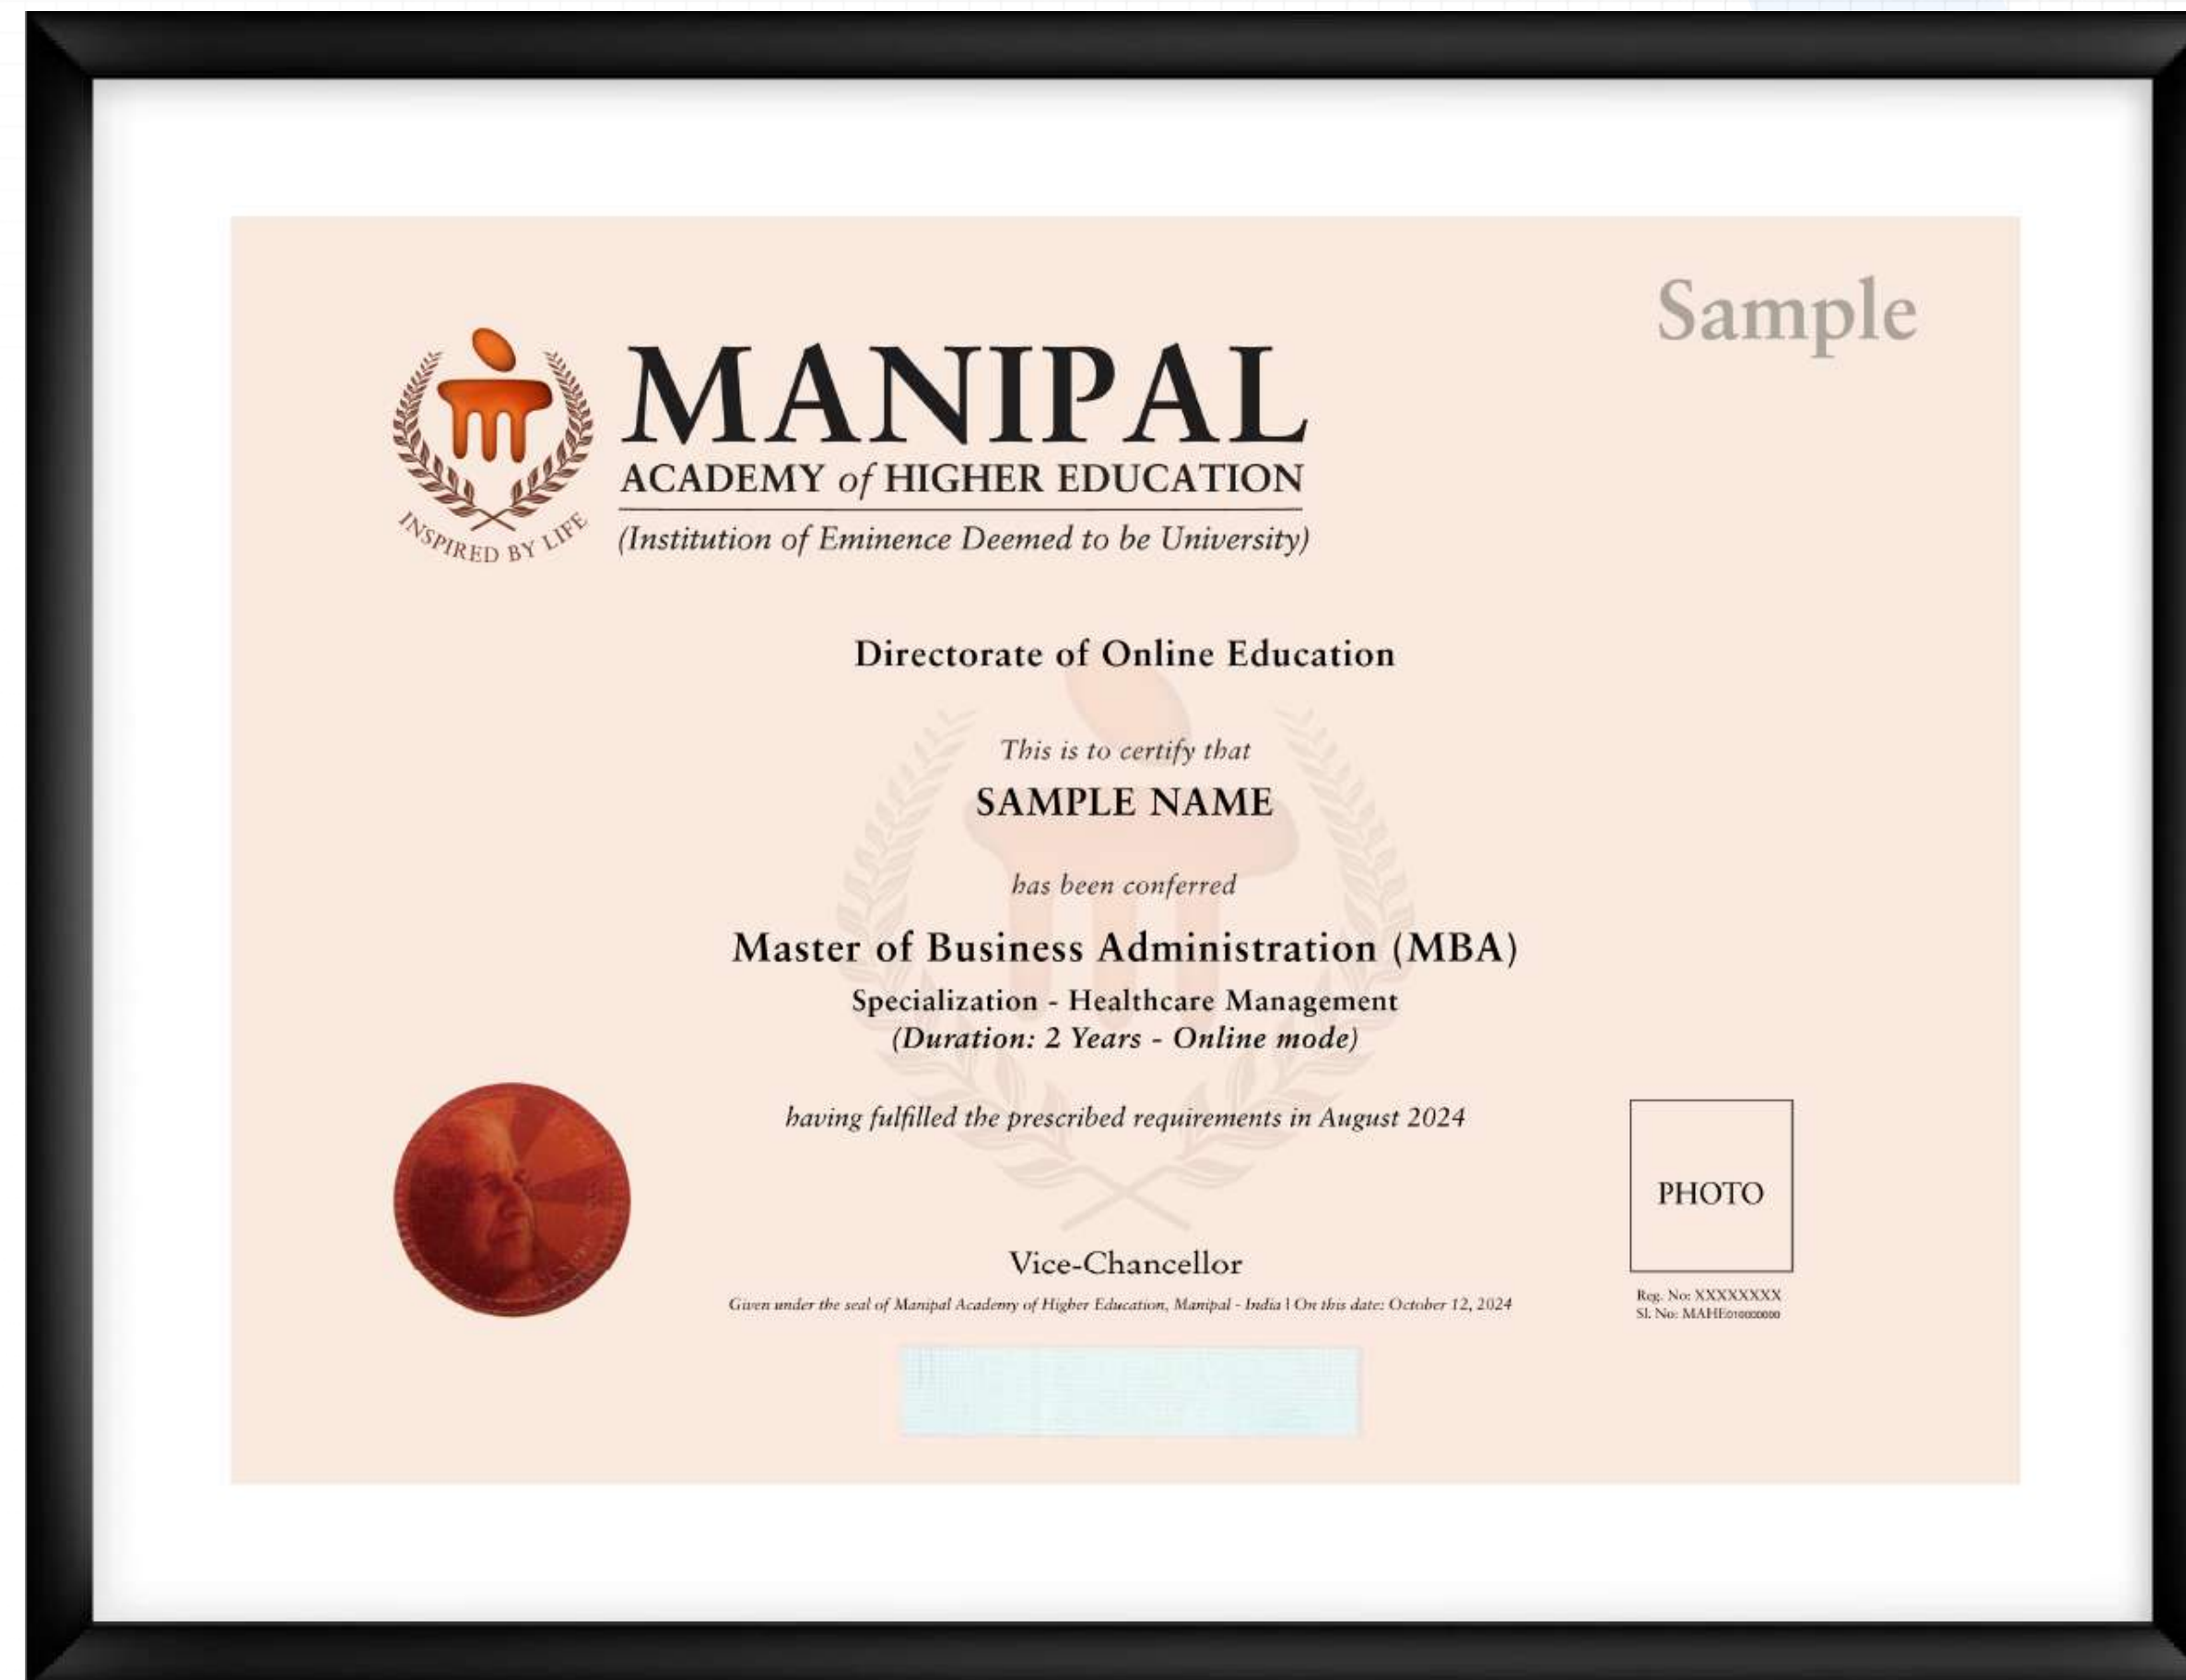 Sample
MANIPAL
ACADEMY of HIGHER EDUCATION
(Institution of Eminence Deemed to be University)
INSPIRED BY LIFE
Directorate of Online Education
This is to certify that
SAMPLE NAME
has been conferred
Master of Business Administration (MBA)
Specialization - Healthcare Management
(Duration: 2 Years - Online mode)
having fulfilled the prescribed requirements in August 2024
PHOTO
Vice-Chancellor
Given under the seal of Manipal Academy of Higher Education, Manipal - India | On this date: October 12, 2024
Reg. No: XXXXXXXX
Sl. No: